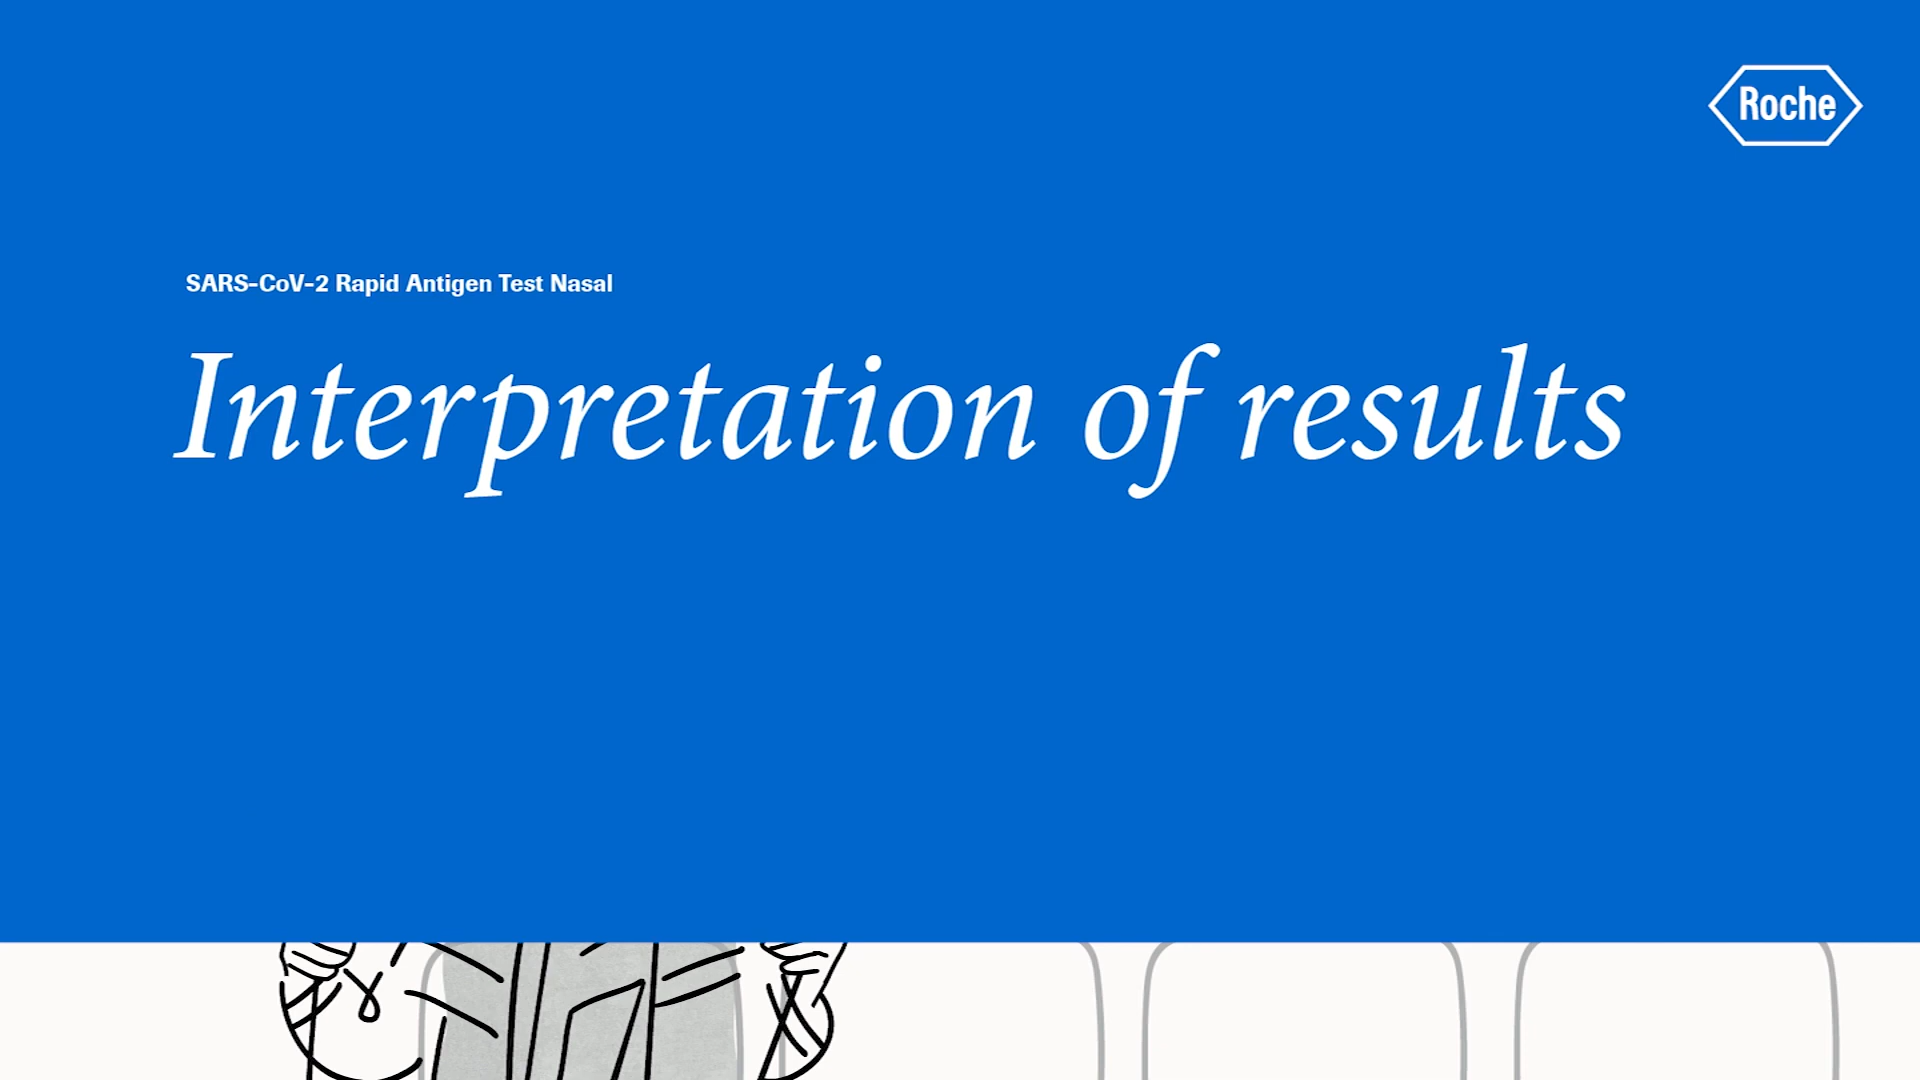 Roche
SARS-CoV-2 Rapid Antigen Test Nasal
Interpretation of results